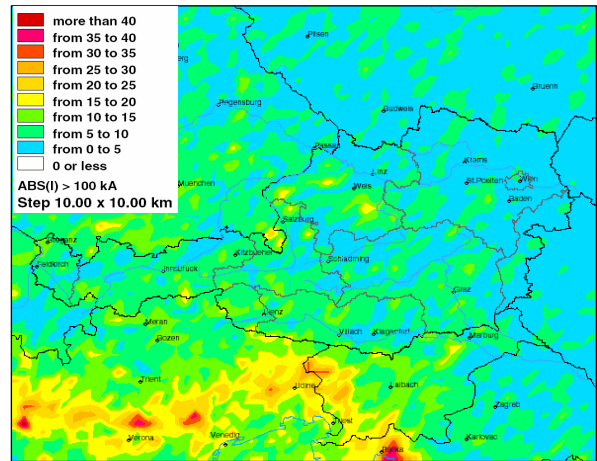 more than 40
from 35 to 40
from 30 to 35
from 25 to 30
from 20 to 25
from 15 to 20
from 10 to 15
from 5 to 10
from 0 to 5
0 or less
ABS(I) > 100 kA
Step 10.00 x 10.00 km
Pilsen
Regensburg
Bruenn
Budweis
Passau
Linz
Krems
Wels
St.Poelten
Wien
Baden
Muenchen
Salzburg
Bregenz
Feldkirch
Innsbruck
Kitzbuehel
Schladming
Graz
Lienz
Meran
Bozen
Villach
Klagenfurt
Marburg
Trient
Udine
Laibach
Zagreb
Triest
Verona
Venedig
Rijeka
Karlovac